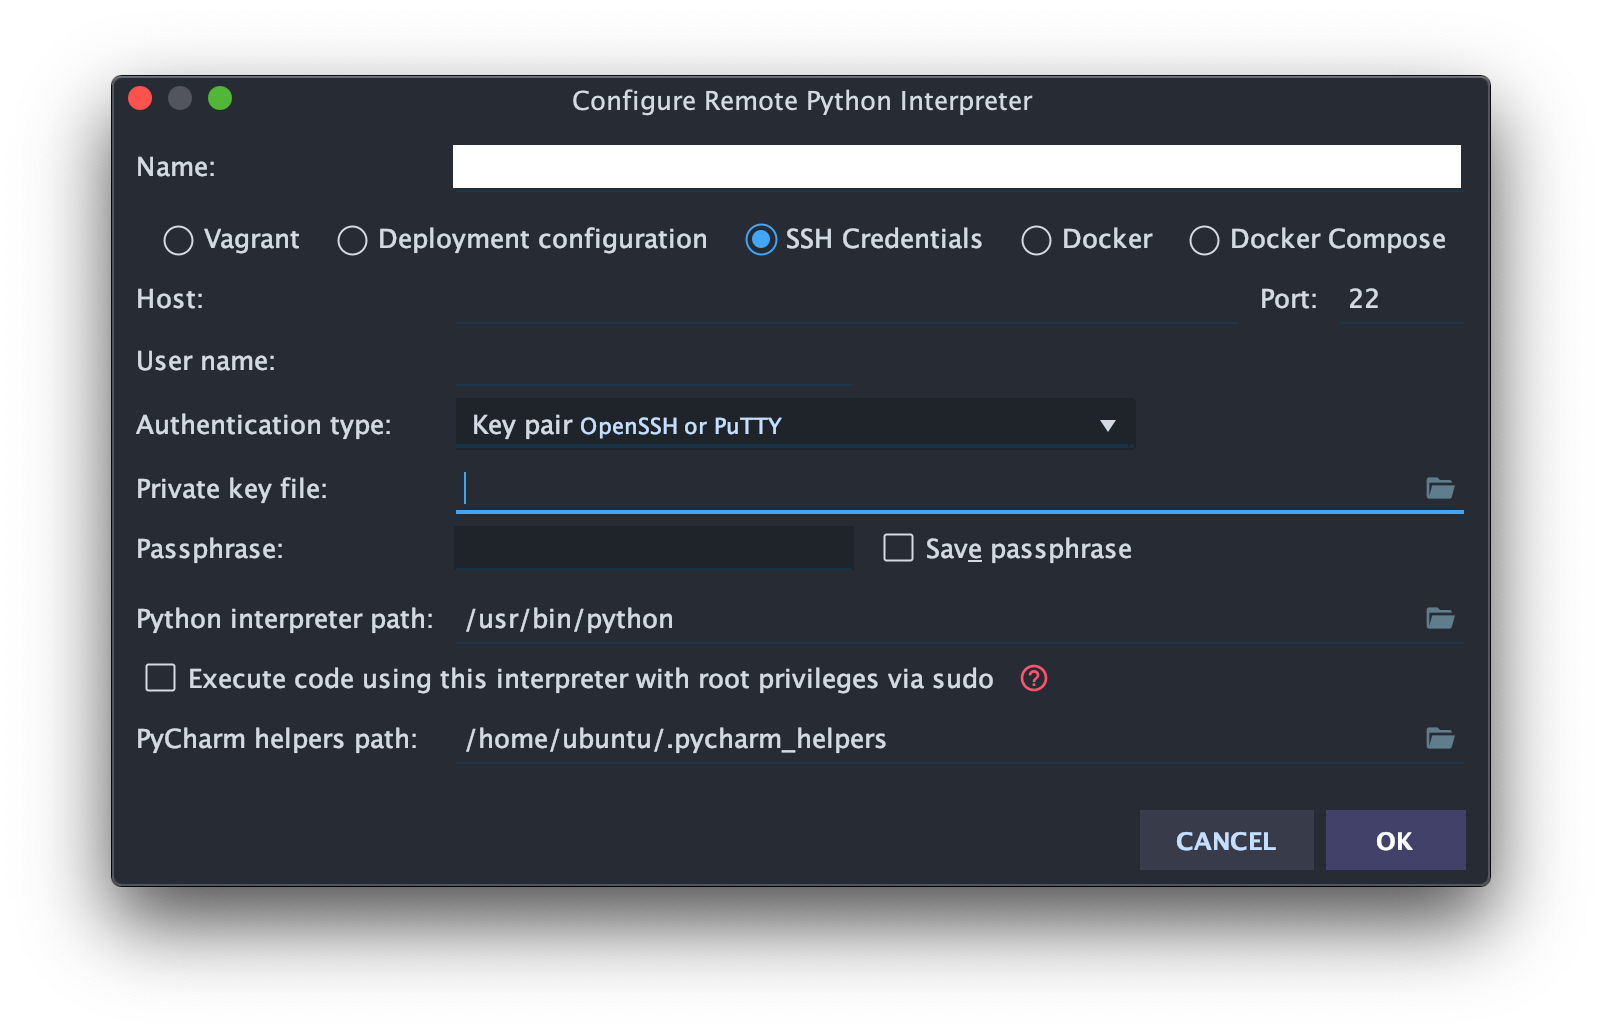 Configure Remote Python Interpreter
Name:
Vagrant Deployment configuration SSH Credentials Docker Docker Compose
Host: Port: 22
User name:
Authentication type: Key pair OpenSSH or PuTTY
Private key file:
Passphrase: Save passphrase
Python interpreter path: /usr/bin/python
Execute code using this interpreter with root privileges via sudo ?
PyCharm helpers path: /home/ubuntu/.pycharm_helpers
CANCEL OK